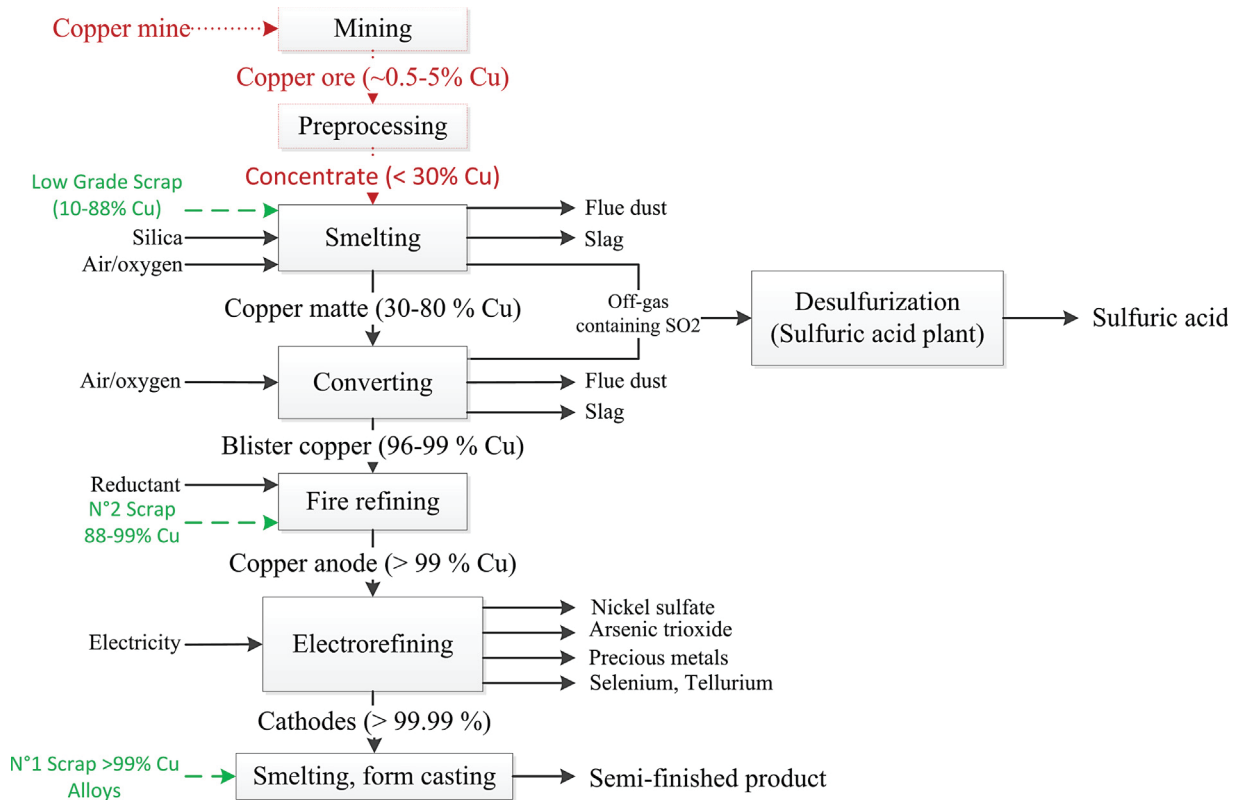 Copper mine
Mining
Copper ore (~0.5-5% Cu)
Preprocessing
Concentrate (< 30% Cu)
Low Grade Scrap
(10-88% Cu)
Silica
Air/oxygen
Smelting
Flue dust
Slag
Off-gas
containing SO2
Desulfurization
(Sulfuric acid plant)
Sulfuric acid
Copper matte (30-80 % Cu)
Air/oxygen
Converting
Flue dust
Slag
Blister copper (96-99 % Cu)
Reductant
N°2 Scrap
88-99% Cu
Fire refining
Copper anode (> 99 % Cu)
Electricity
Electrorefining
Nickel sulfate
Arsenic trioxide
Precious metals
Selenium, Tellurium
Cathodes (> 99.99 %)
N°1 Scrap >99% Cu
Alloys
Smelting, form casting
Semi-finished product